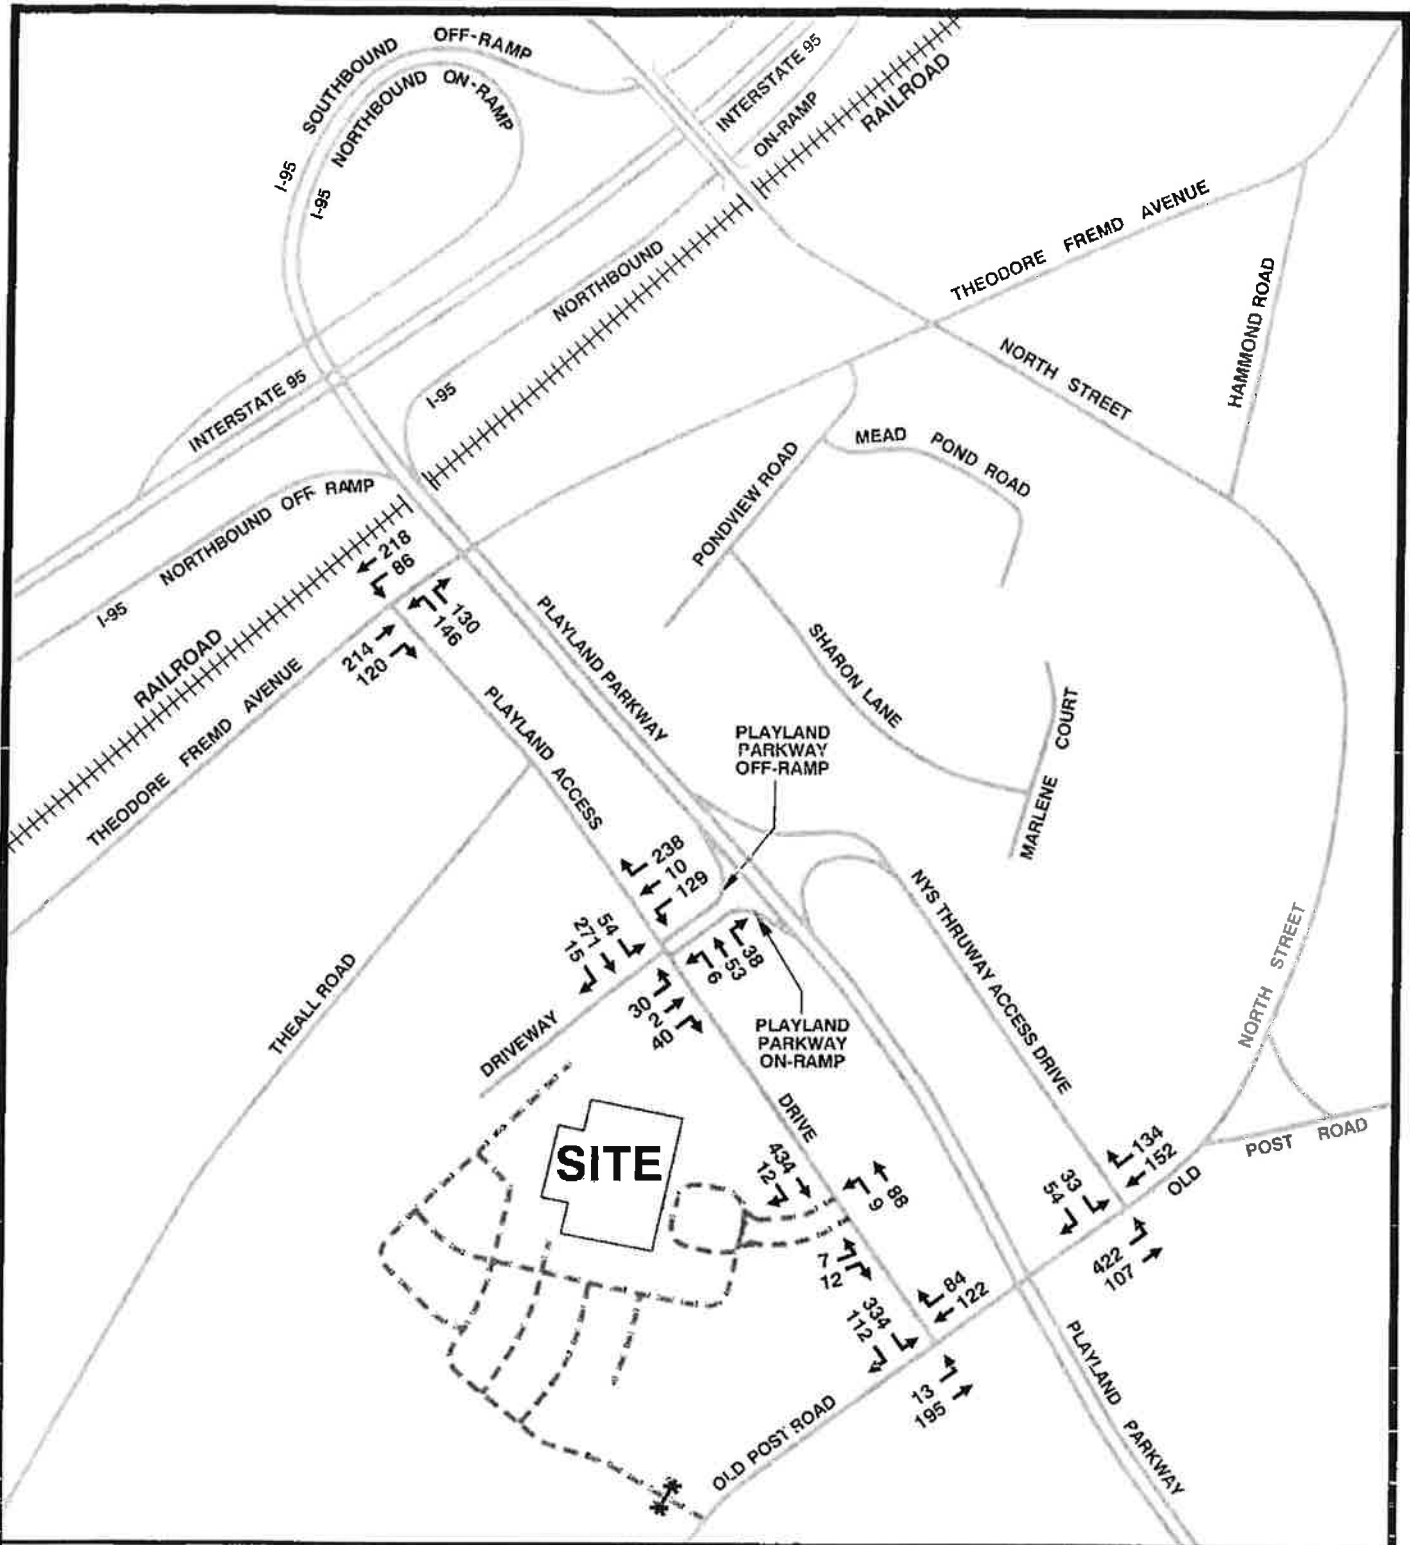 OFF-RAMP
SOUTHBOUND
I-95
ON-RAMP
NORTHBOUND
I-95
INTERSTATE 95
ON-RAMP
RAILROAD
NORTHBOUND
I-95
THEODORE FREMD AVENUE
HAMMOND ROAD
NORTH STREET
INTERSTATE 95
MEAD POND ROAD
PONDVIEW ROAD
I-95 NORTHBOUND OFF RAMP
218
86
130
146
214
120
RAILROAD
THEODORE FREMD AVENUE
PLAYLAND PARKWAY
SHARON LANE
MARLENE COURT
PLAYLAND ACCESS
PLAYLAND
PARKWAY
OFF-RAMP
238
10
129
54
271
15
38
53
6
30
2
40
NYS THRUWAY ACCESS DRIVE
NORTH STREET
THEALL ROAD
DRIVEWAY
PLAYLAND
PARKWAY
ON-RAMP
DRIVE
SITE
434
12
88
9
7
12
334
112
84
122
13
195
33
54
134
152
422
107
OLD
POST ROAD
OLD POST ROAD
PLAYLAND PARKWAY